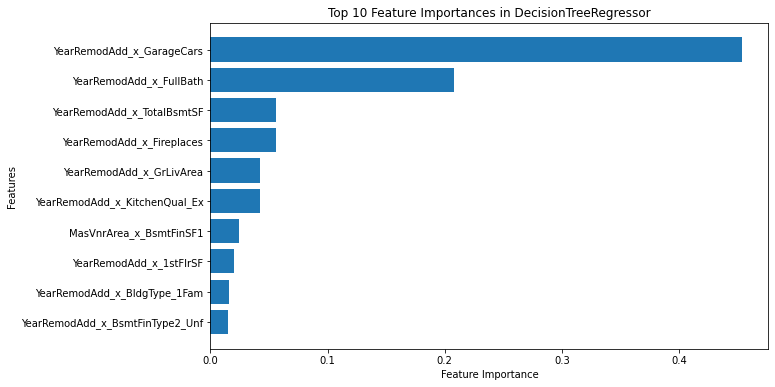 Top 10 Feature Importances in DecisionTreeRegressor
YearRemodAdd_x_GarageCars
YearRemodAdd_x_FullBath
YearRemodAdd_x_TotalBsmtSF
YearRemodAdd_x_Fireplaces
YearRemodAdd_x_GrLivArea
YearRemodAdd_x_KitchenQual_Ex
MasVnrArea_x_BsmtFinSF1
YearRemodAdd_x_1stFlrSF
YearRemodAdd_x_BldgType_1Fam
YearRemodAdd_x_BsmtFinType2_Unf
Features
0.0 0.1 0.2 0.3 0.4
Feature Importance